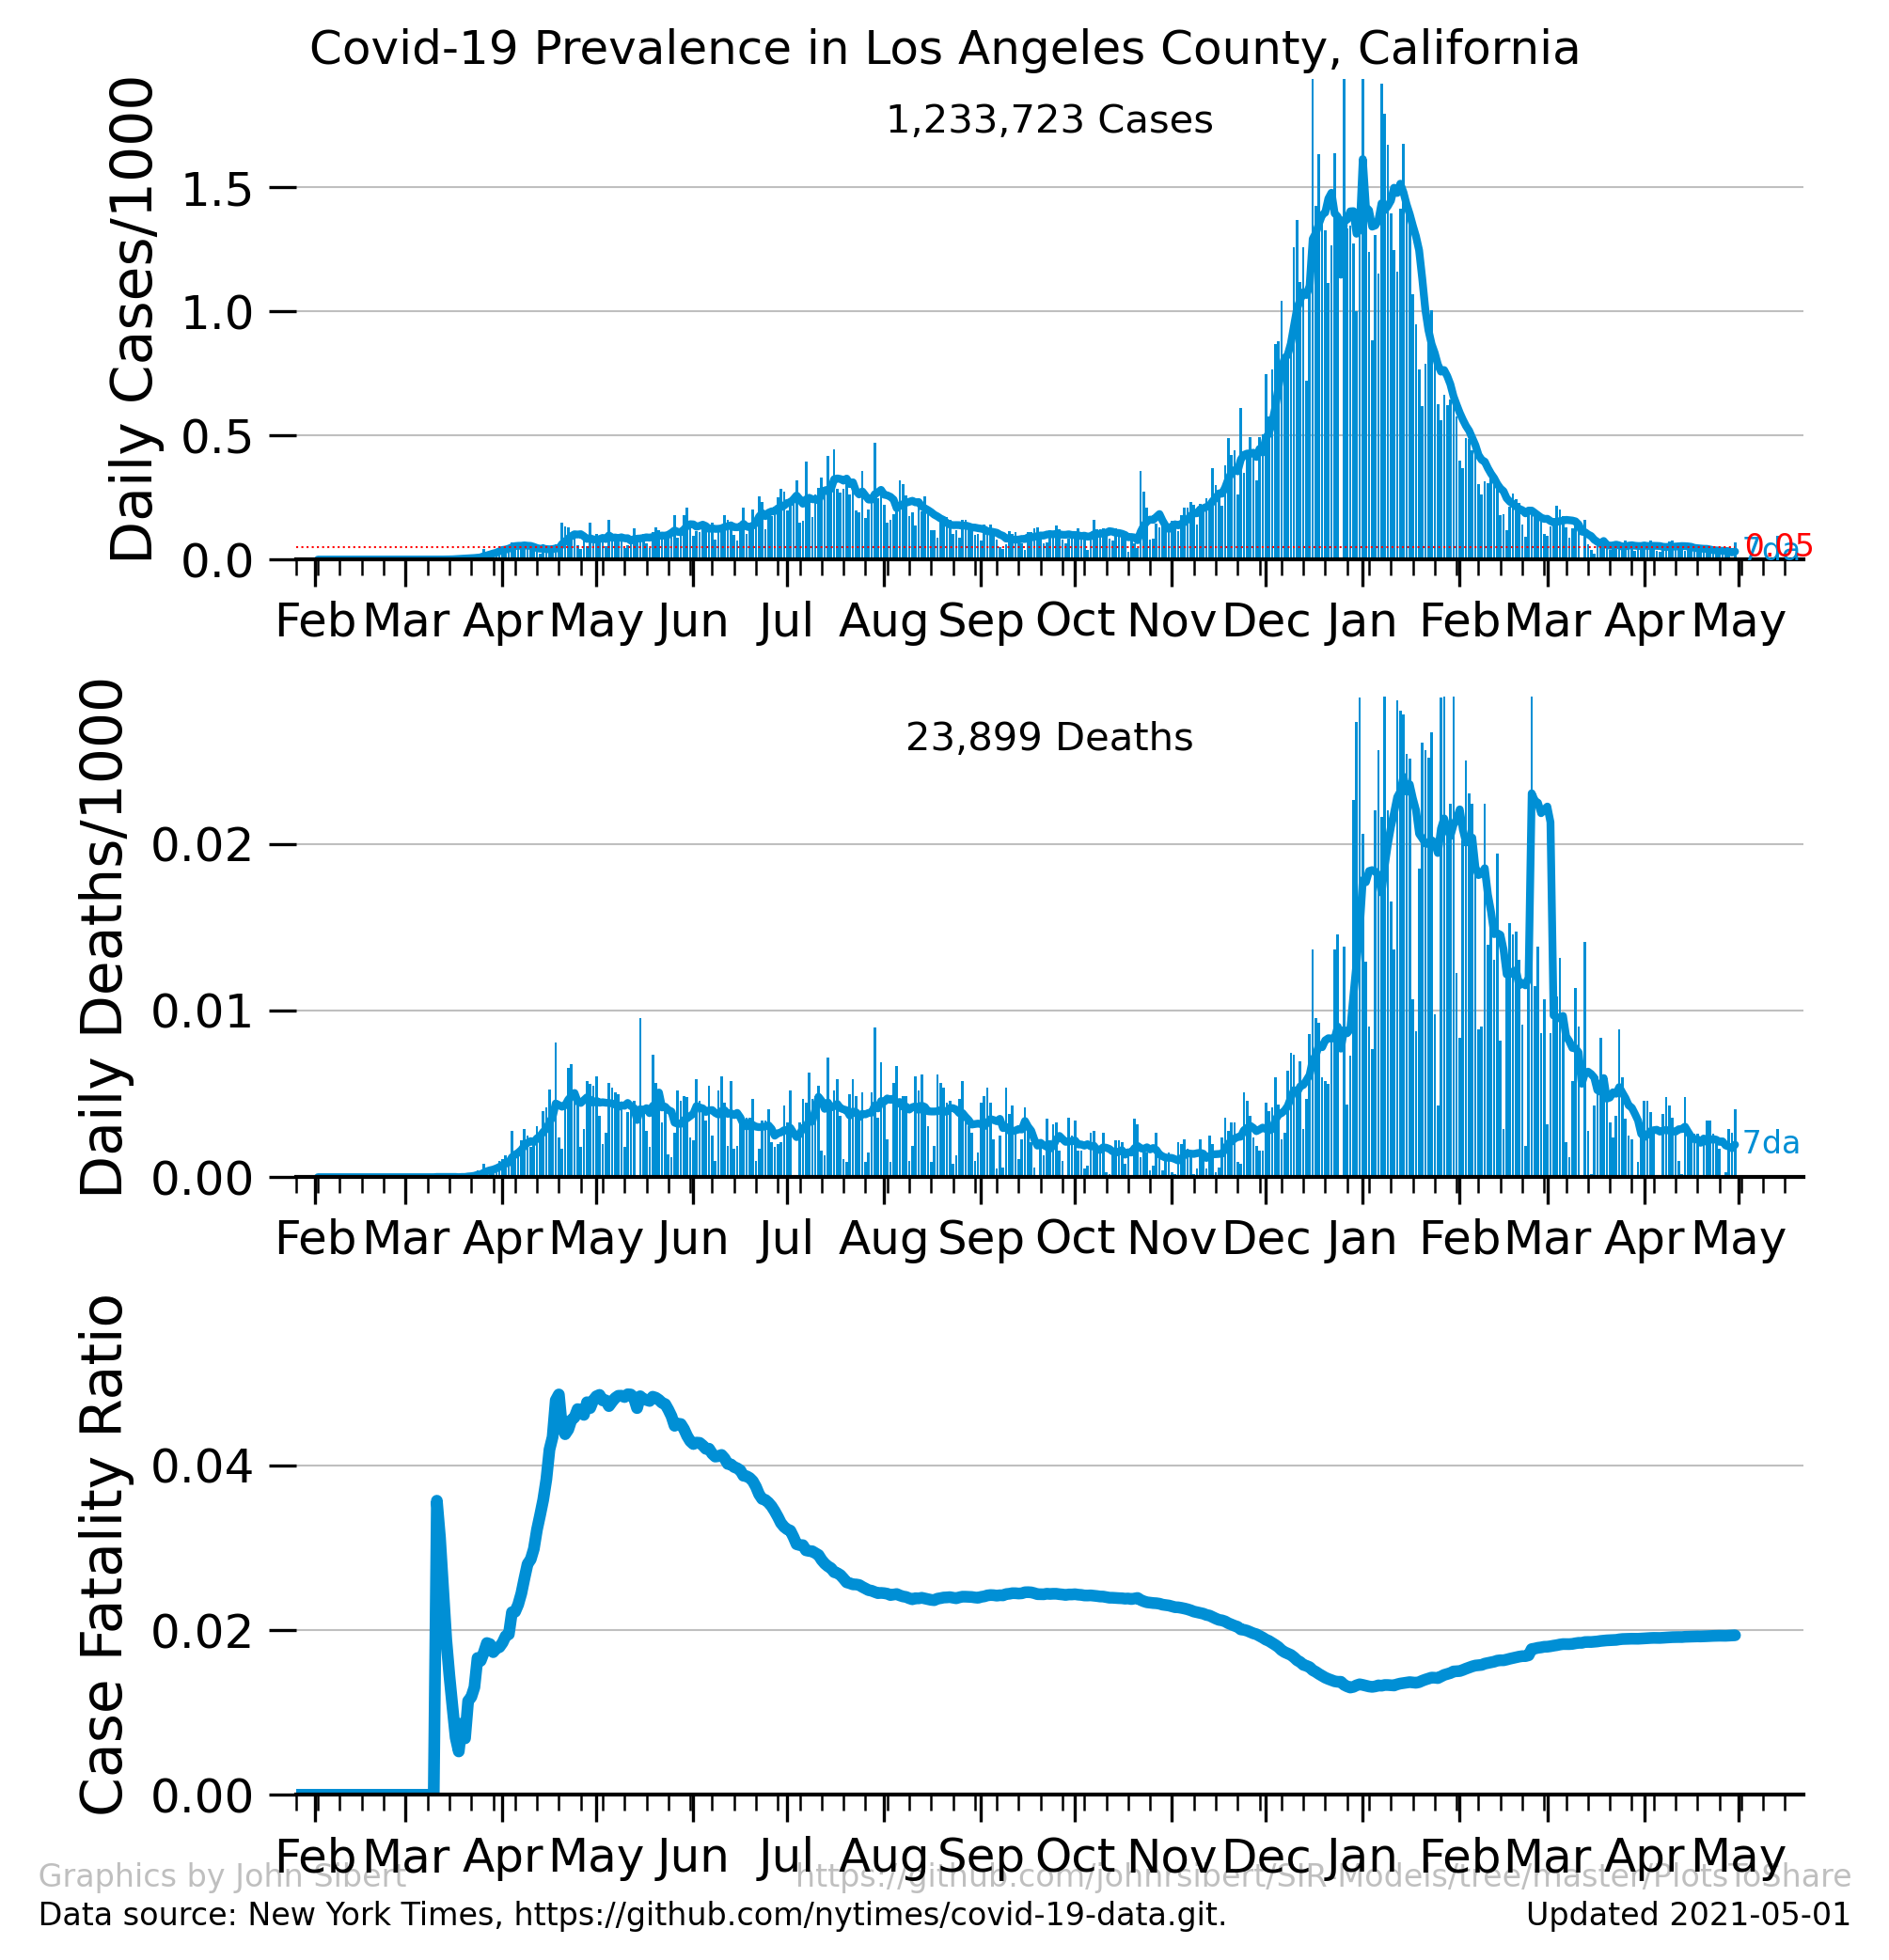 Covid-19 Prevalence in Los Angeles County, California
Daily Cases/1000
1,233,723 Cases
1.5
1.0
0.5
0.0
7da
0.05
Feb Mar Apr May Jun Jul Aug Sep Oct Nov Dec Jan Feb Mar Apr May
Daily Deaths/1000
23,899 Deaths
0.02
0.01
0.00
7da
Feb Mar Apr May Jun Jul Aug Sep Oct Nov Dec Jan Feb Mar Apr May
Case Fatality Ratio
0.04
0.02
0.00
Feb Mar Apr May Jun Jul Aug Sep Oct Nov Dec Jan Feb Mar Apr May
Graphics by John Sibert https://github.com/johnrsibert/SIR-Models/tree/master/PlotsToShare
Data source: New York Times, https://github.com/nytimes/covid-19-data.git. Updated 2021-05-01